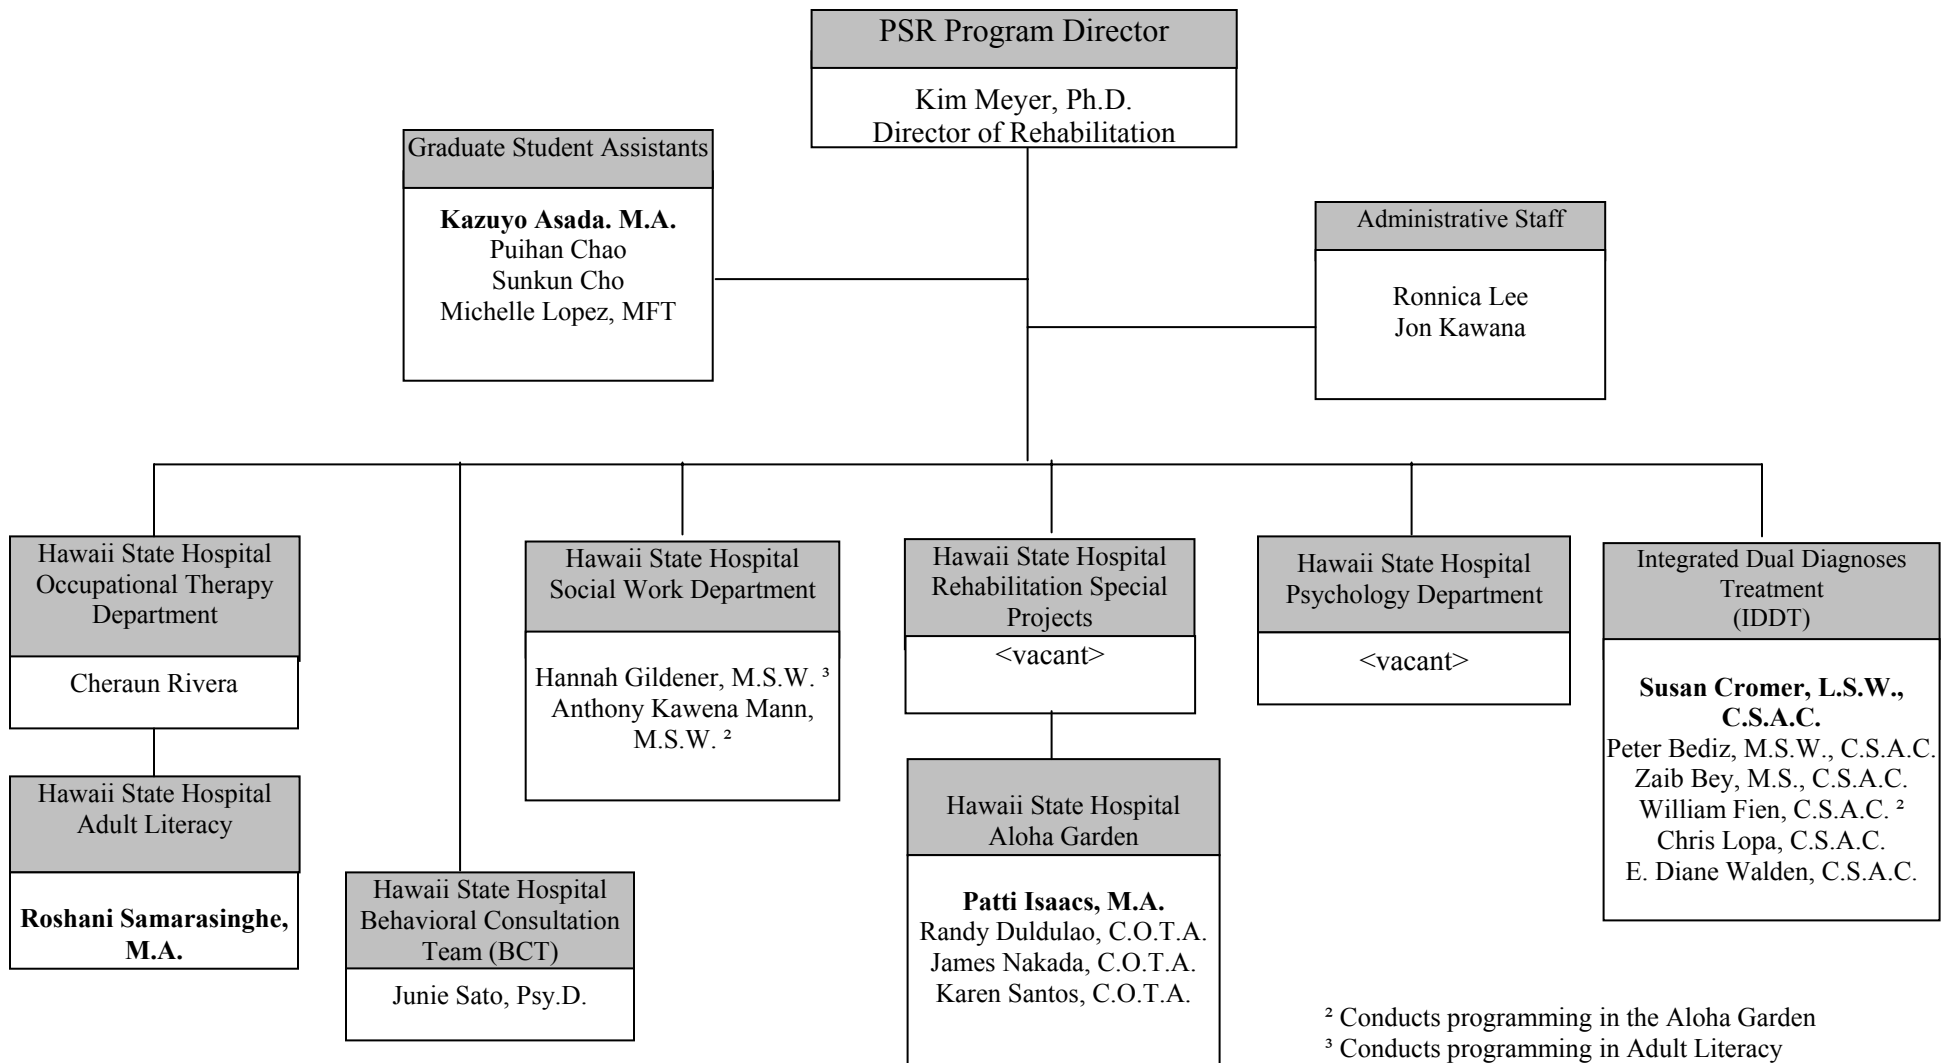 PSR Program Director
Kim Meyer, Ph.D.
Director of Rehabilitation
Graduate Student Assistants
Kazuyo Asada. M.A.
Puihan Chao
Sunkun Cho
Michelle Lopez, MFT
Administrative Staff
Ronnica Lee
Jon Kawana
Hawaii State Hospital
Occupational Therapy
Department
Cheraun Rivera
Hawaii State Hospital
Adult Literacy
Roshani Samarasinghe,
M.A.
Hawaii State Hospital
Behavioral Consultation
Team (BCT)
Junie Sato, Psy.D.
Hawaii State Hospital
Social Work Department
Hannah Gildener, M.S.W. ³
Anthony Kawena Mann,
M.S.W. ²
Hawaii State Hospital
Rehabilitation Special
Projects
<vacant>
Hawaii State Hospital
Aloha Garden
Patti Isaacs, M.A.
Randy Duldulao, C.O.T.A.
James Nakada, C.O.T.A.
Karen Santos, C.O.T.A.
Hawaii State Hospital
Psychology Department
<vacant>
Integrated Dual Diagnoses
Treatment
(IDDT)
Susan Cromer, L.S.W.,
C.S.A.C.
Peter Bediz, M.S.W., C.S.A.C.
Zaib Bey, M.S., C.S.A.C.
William Fien, C.S.A.C. ²
Chris Lopa, C.S.A.C.
E. Diane Walden, C.S.A.C.
² Conducts programming in the Aloha Garden
³ Conducts programming in Adult Literacy